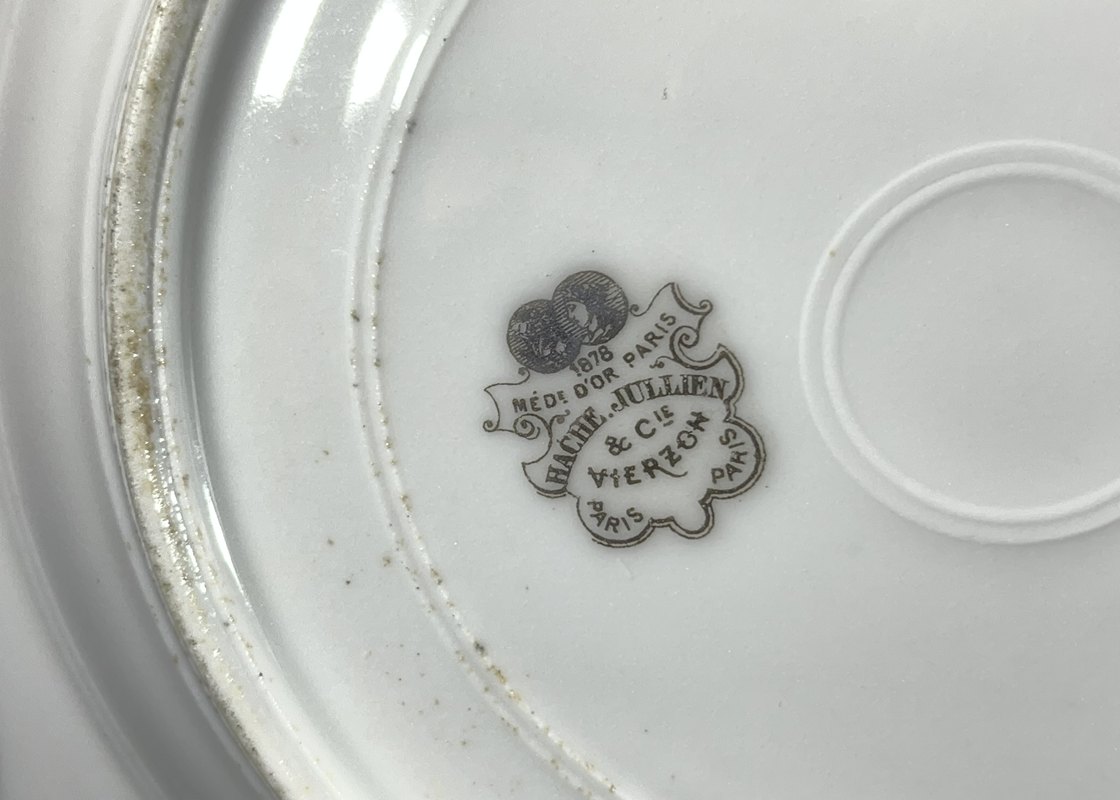 1878
MÉDE D'OR PARIS
HACHE. JULLIEN
& CIE
VIERZON
PARIS
PARIS